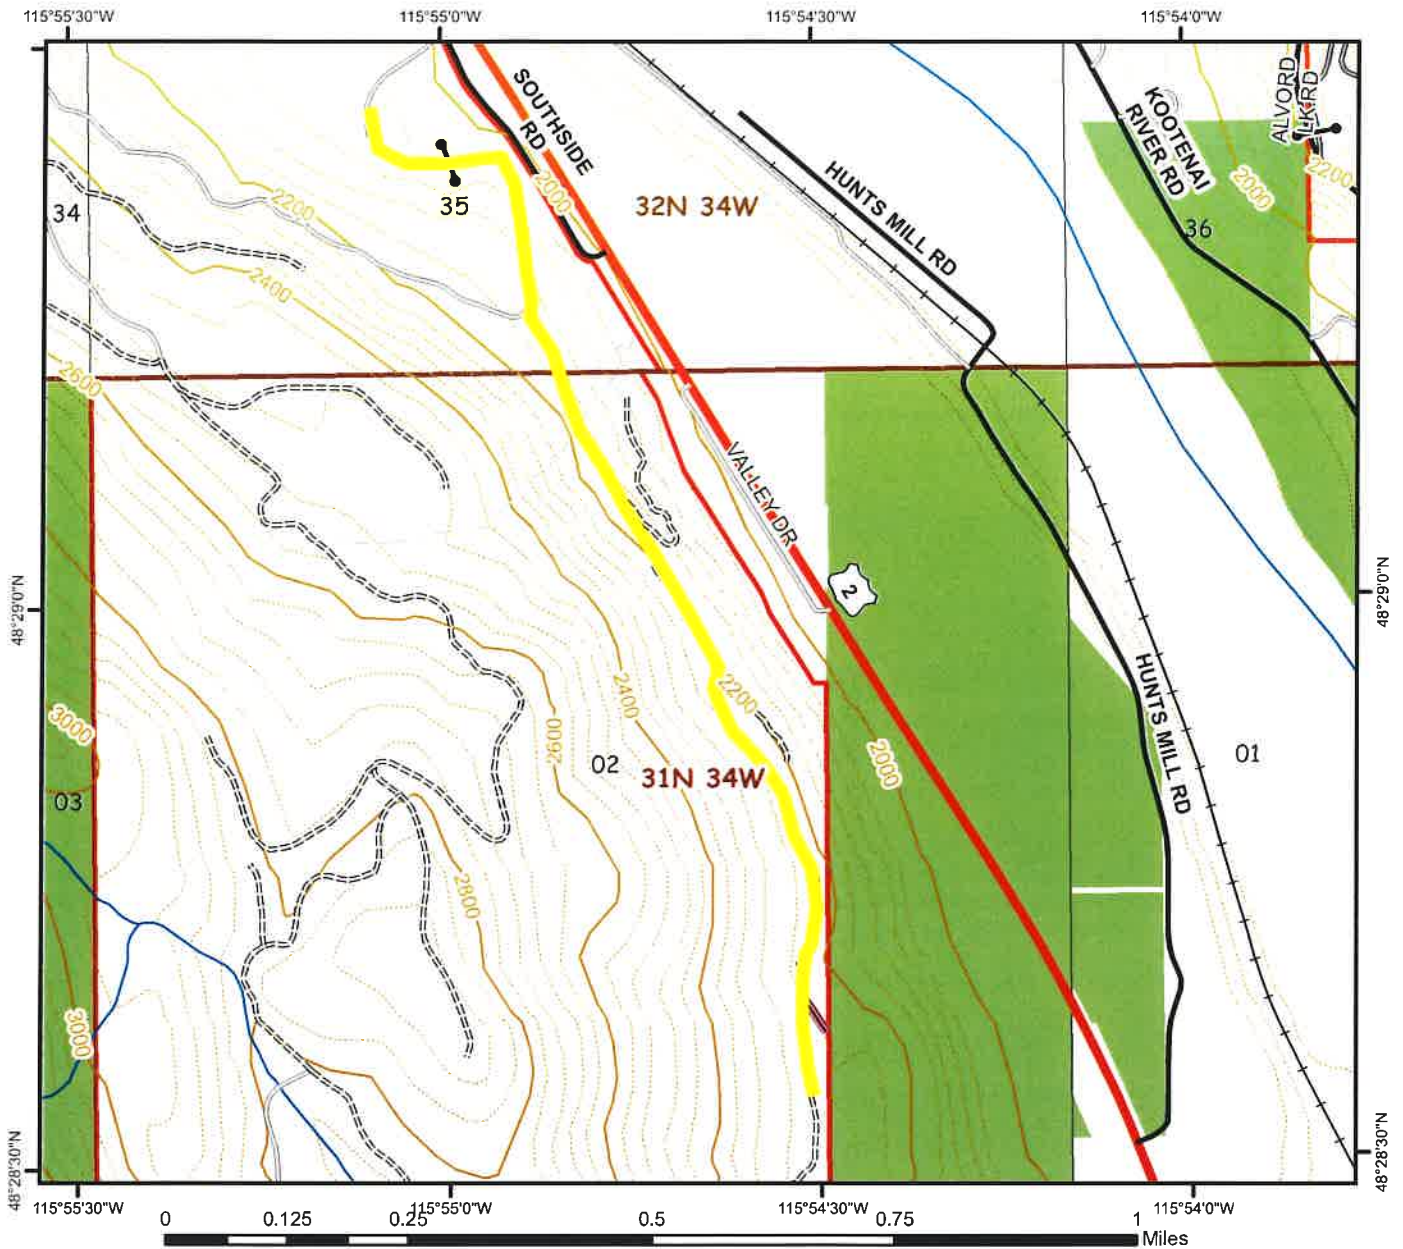 115°55'30"W 115°55'0"W 115°54'30"W 115°54'0"W
SOUTHSIDE
RD
ALVORD
LK RD
KOOTENAI
RIVER RD
HUNTS MILL RD
34
35
36
32N 34W
2000
2000
2200
2200
2400
2600
VALLEY DR
2
48°29'0"N
48°29'0"N
HUNTS MILL RD
2200
2400
2600
3000
02
31N 34W
2000
01
03
2800
3000
48°28'30"N
48°28'30"N
115°55'30"W 115°55'0"W 115°54'30"W 115°54'0"W
0 0.125 0.25 0.5 0.75 1
Miles